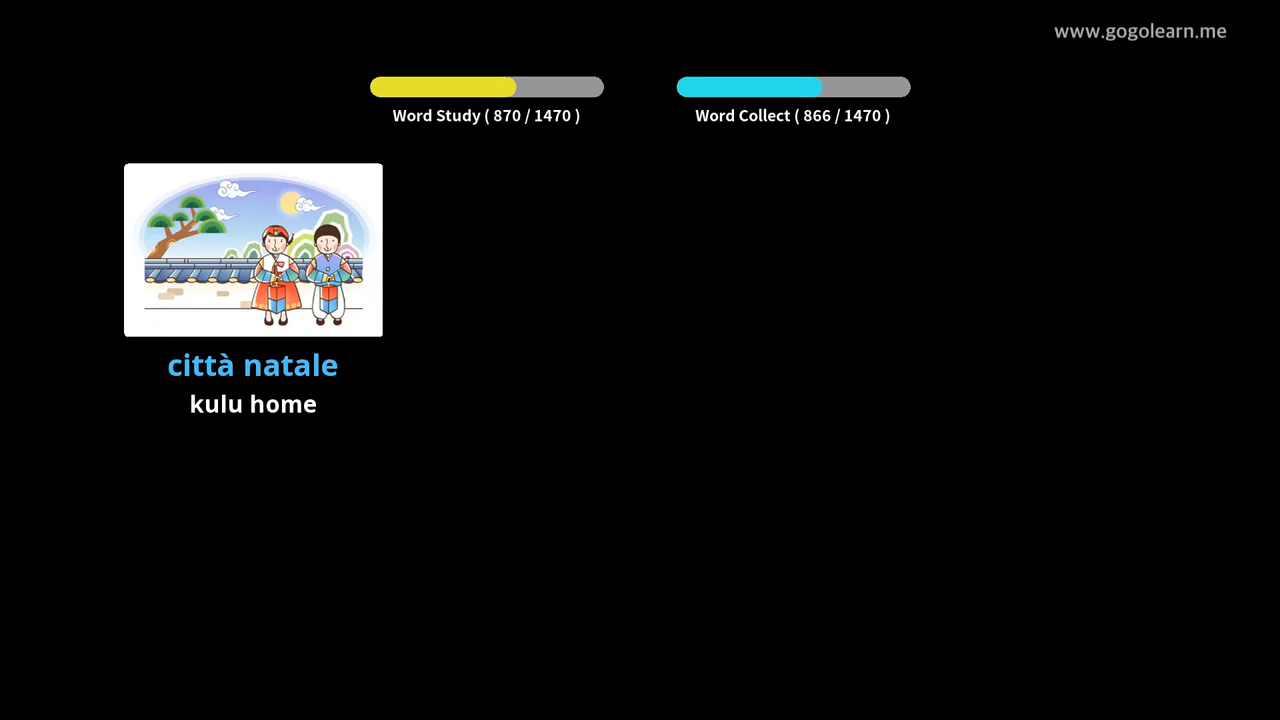 www.gogolearn.me
Word Study ( 870 / 1470 )
Word Collect ( 866 / 1470 )
città natale
kulu home